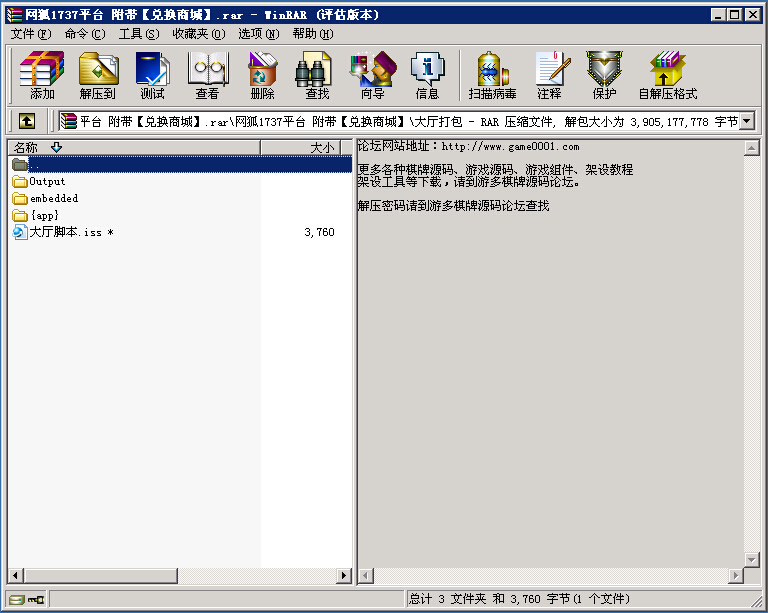 网狐1737平台 附带【兑换商城】.rar - WinRAR (评估版本)
文件(F) 命令(C) 工具(S) 收藏夹(O) 选项(N) 帮助(H)
添加 解压到 测试 查看 删除 查找 向导 信息 扫描病毒 注释 保护 自解压格式
平台 附带【兑换商城】.rar\网狐1737平台 附带【兑换商城】\大厅打包 - RAR 压缩文件, 解包大小为 3,905,177,778 字节
名称 大小
..
Output
embedded
{app}
大厅脚本.iss * 3,760
论坛网站地址：http://www.game0001.com
更多各种棋牌源码、游戏源码、游戏组件、架设教程
架设工具等下载，请到游多棋牌源码论坛。
解压密码请到游多棋牌源码论坛查找
总计 3 文件夹 和 3,760 字节(1 个文件)